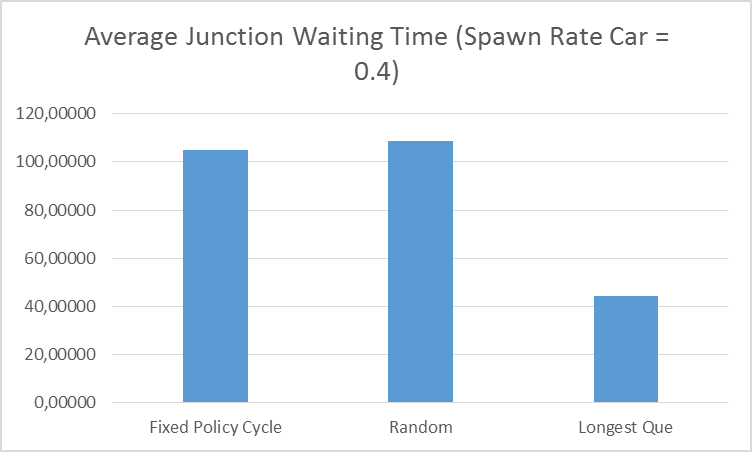 Average Junction Waiting Time (Spawn Rate Car =
0.4)
120,00000
100,00000
80,00000
60,00000
40,00000
20,00000
0,00000
Fixed Policy Cycle
Random
Longest Que